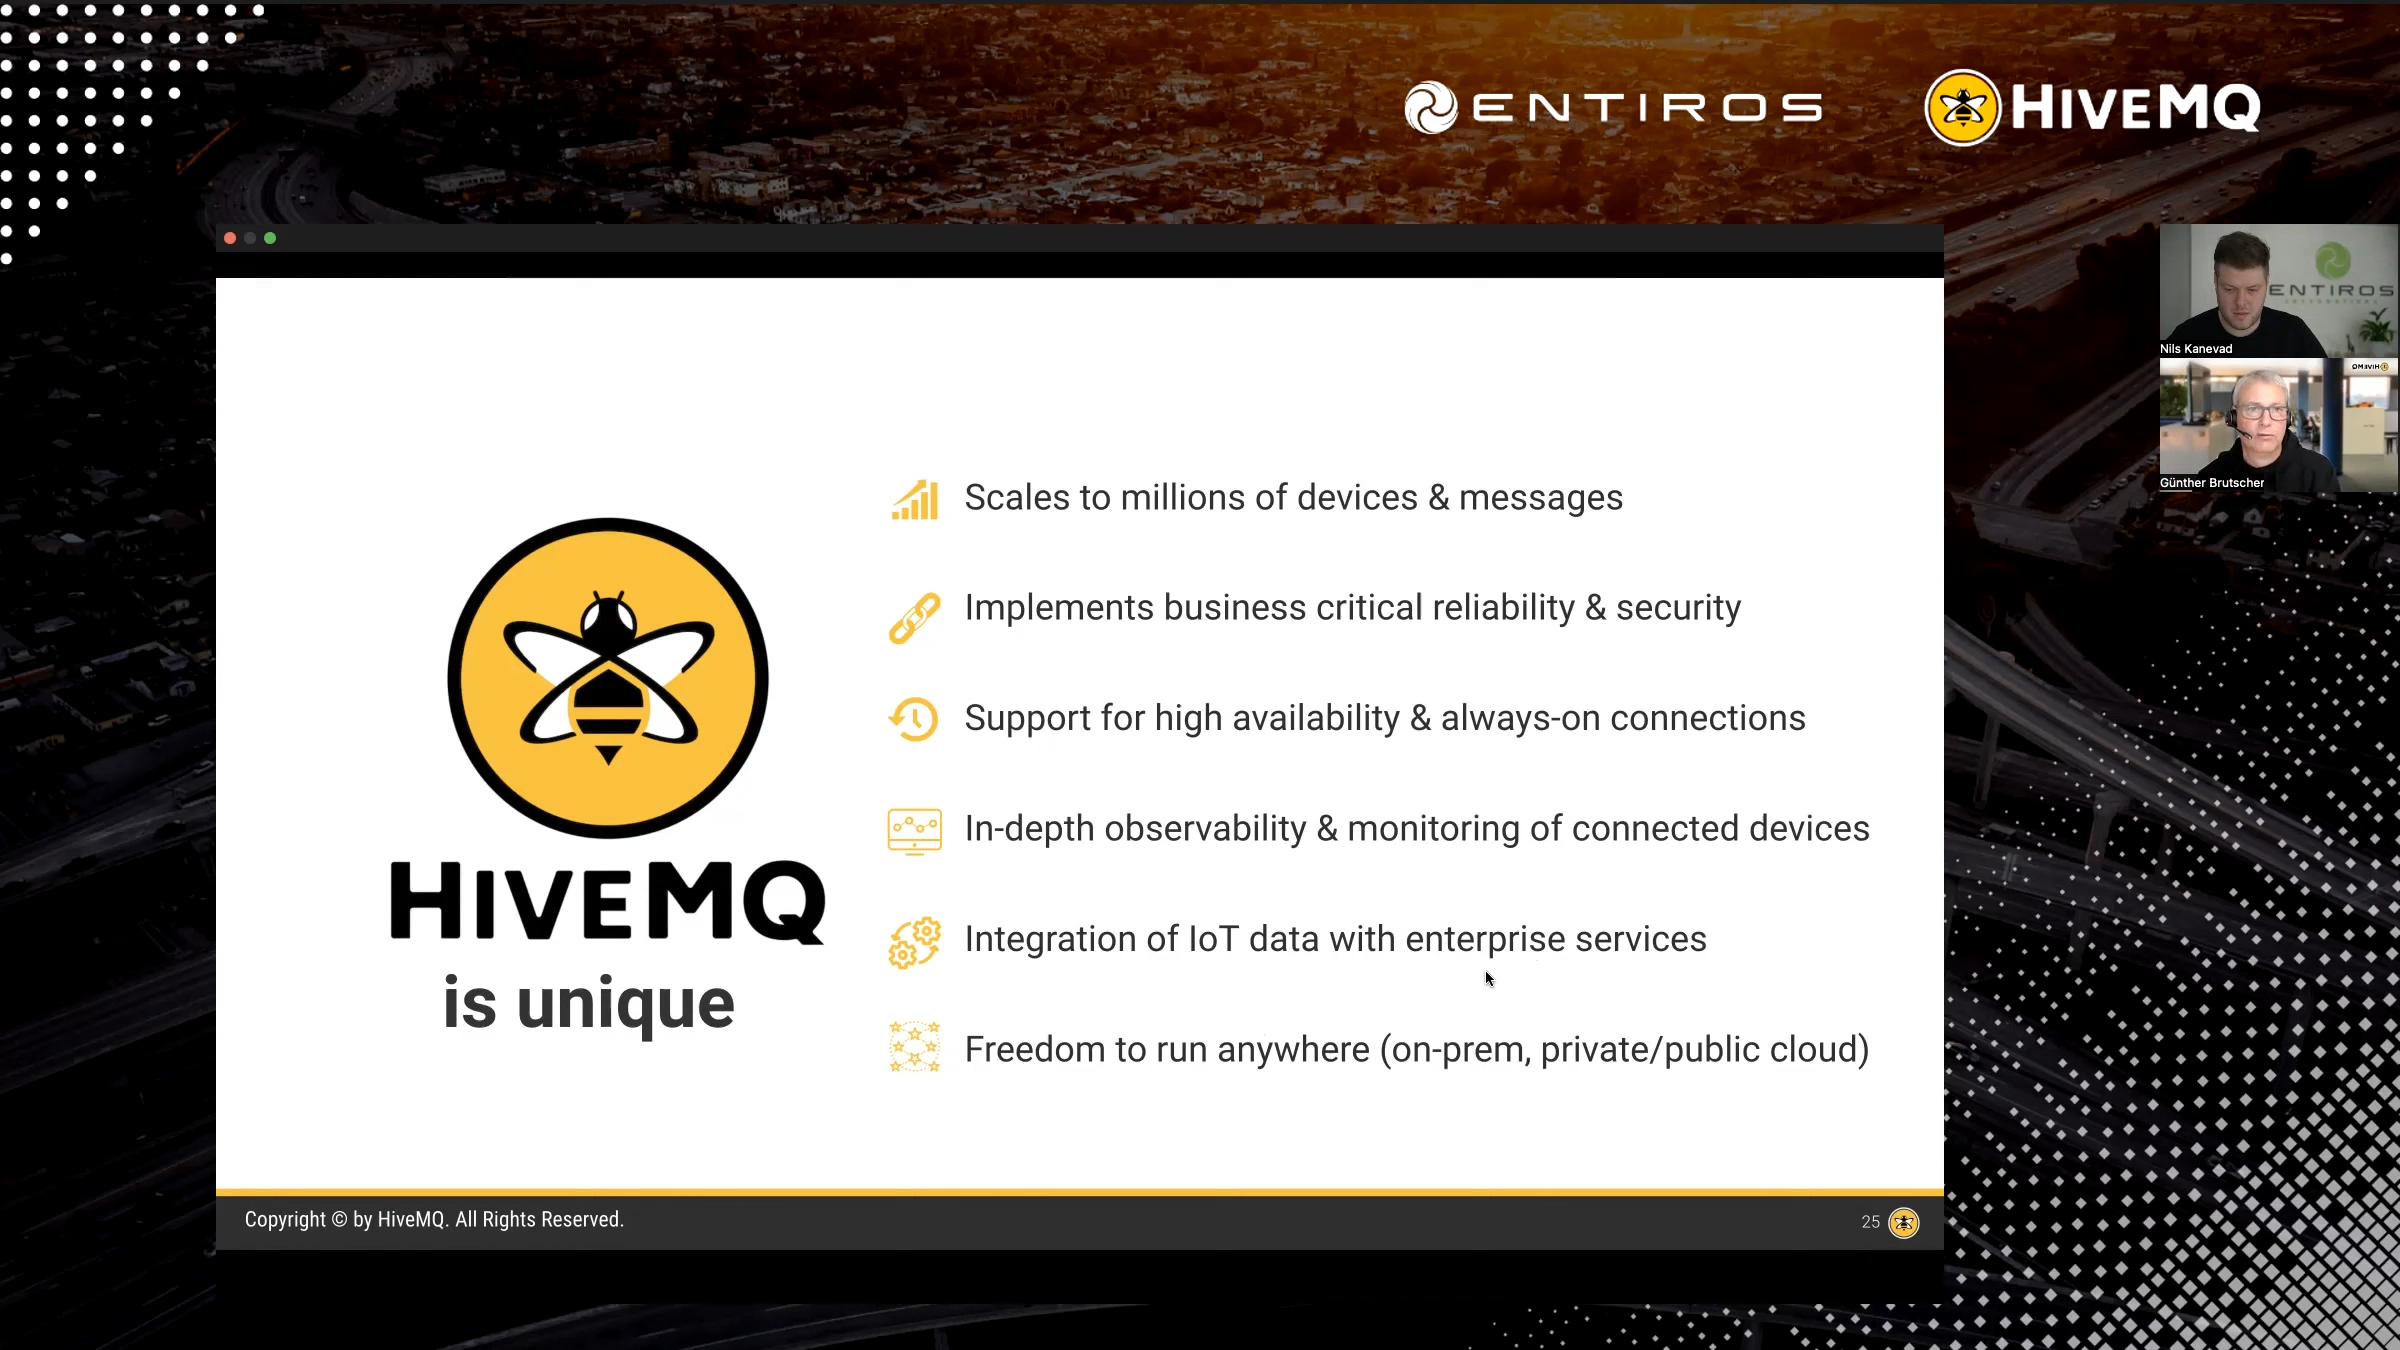 ENTIROS
HIVEMQ
ENTIROS
Nils Kanevad
HIVEMQ
Günther Brutscher
Scales to millions of devices & messages
Implements business critical reliability & security
Support for high availability & always-on connections
In-depth observability & monitoring of connected devices
Integration of IoT data with enterprise services
Freedom to run anywhere (on-prem, private/public cloud)
HIVEMQ
is unique
Copyright © by HiveMQ. All Rights Reserved.
25